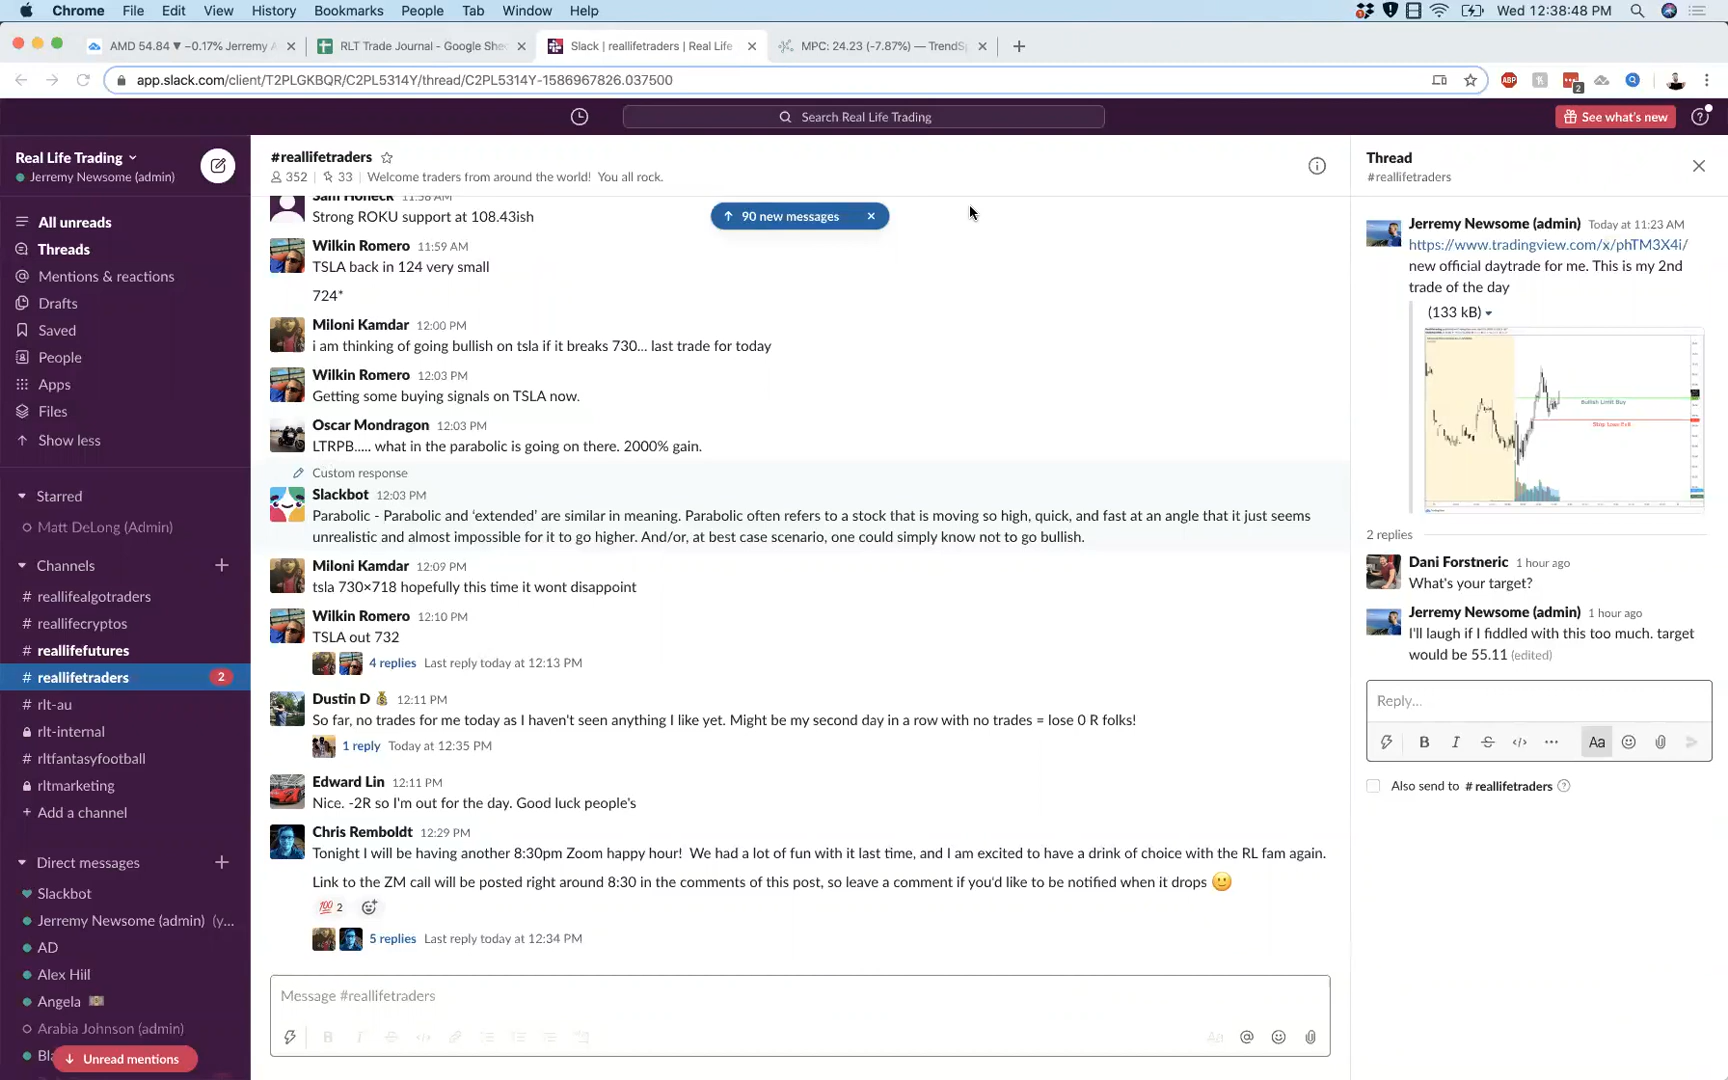 Chrome File Edit View History Bookmarks People Tab Window Help
Wed 12:38:48 PM
AMD 54.84 ▼ −0.17% Jerremy
RLT Trade Journal - Google She
Slack | reallifetraders | Real Life
MPC: 24.23 (-7.87%) — TrendSp
app.slack.com/client/T2PLGKBQR/C2PL5314Y/thread/C2PL5314Y-1586967826.037500
ABP
2
Search Real Life Trading
See what's new
Real Life Trading
Jerremy Newsome (admin)
All unreads
Threads
Mentions & reactions
Drafts
Saved
People
Apps
Files
Show less
Starred
Matt DeLong (Admin)
Channels
# reallifealgotraders
# reallifecryptos
# reallifefutures
# reallifetraders 2
# rlt-au
rlt-internal
# rltfantasyfootball
rltmarketing
+ Add a channel
Direct messages
Slackbot
Jerremy Newsome (admin) (y...
AD
Alex Hill
Angela
Arabia Johnson (admin)
Bla
Unread mentions
#reallifetraders
352 | 33 | Welcome traders from around the world! You all rock.
90 new messages
Sam Honeck 11:58 AM
Strong ROKU support at 108.43ish
Wilkin Romero 11:59 AM
TSLA back in 124 very small
724*
Miloni Kamdar 12:00 PM
i am thinking of going bullish on tsla if it breaks 730... last trade for today
Wilkin Romero 12:03 PM
Getting some buying signals on TSLA now.
Oscar Mondragon 12:03 PM
LTRPB..... what in the parabolic is going on there. 2000% gain.
Custom response
Slackbot 12:03 PM
Parabolic - Parabolic and 'extended' are similar in meaning. Parabolic often refers to a stock that is moving so high, quick, and fast at an angle that it just seems
unrealistic and almost impossible for it to go higher. And/or, at best case scenario, one could simply know not to go bullish.
Miloni Kamdar 12:09 PM
tsla 730×718 hopefully this time it wont disappoint
Wilkin Romero 12:10 PM
TSLA out 732
4 replies Last reply today at 12:13 PM
Dustin D 12:11 PM
So far, no trades for me today as I haven't seen anything I like yet. Might be my second day in a row with no trades = lose 0 R folks!
1 reply Today at 12:35 PM
Edward Lin 12:11 PM
Nice. -2R so I'm out for the day. Good luck people's
Chris Remboldt 12:29 PM
Tonight I will be having another 8:30pm Zoom happy hour! We had a lot of fun with it last time, and I am excited to have a drink of choice with the RL fam again.
Link to the ZM call will be posted right around 8:30 in the comments of this post, so leave a comment if you'd like to be notified when it drops
2
5 replies Last reply today at 12:34 PM
Message #reallifetraders
Thread
#reallifetraders
Jerremy Newsome (admin) Today at 11:23 AM
https://www.tradingview.com/x/phTM3X4i/
new official daytrade for me. This is my 2nd
trade of the day
(133 kB)
Bullish Limit Buy
Stop Loss if full
2 replies
Dani Forstneric 1 hour ago
What's your target?
Jerremy Newsome (admin) 1 hour ago
I'll laugh if I fiddled with this too much. target
would be 55.11 (edited)
Reply...
Also send to # reallifetraders